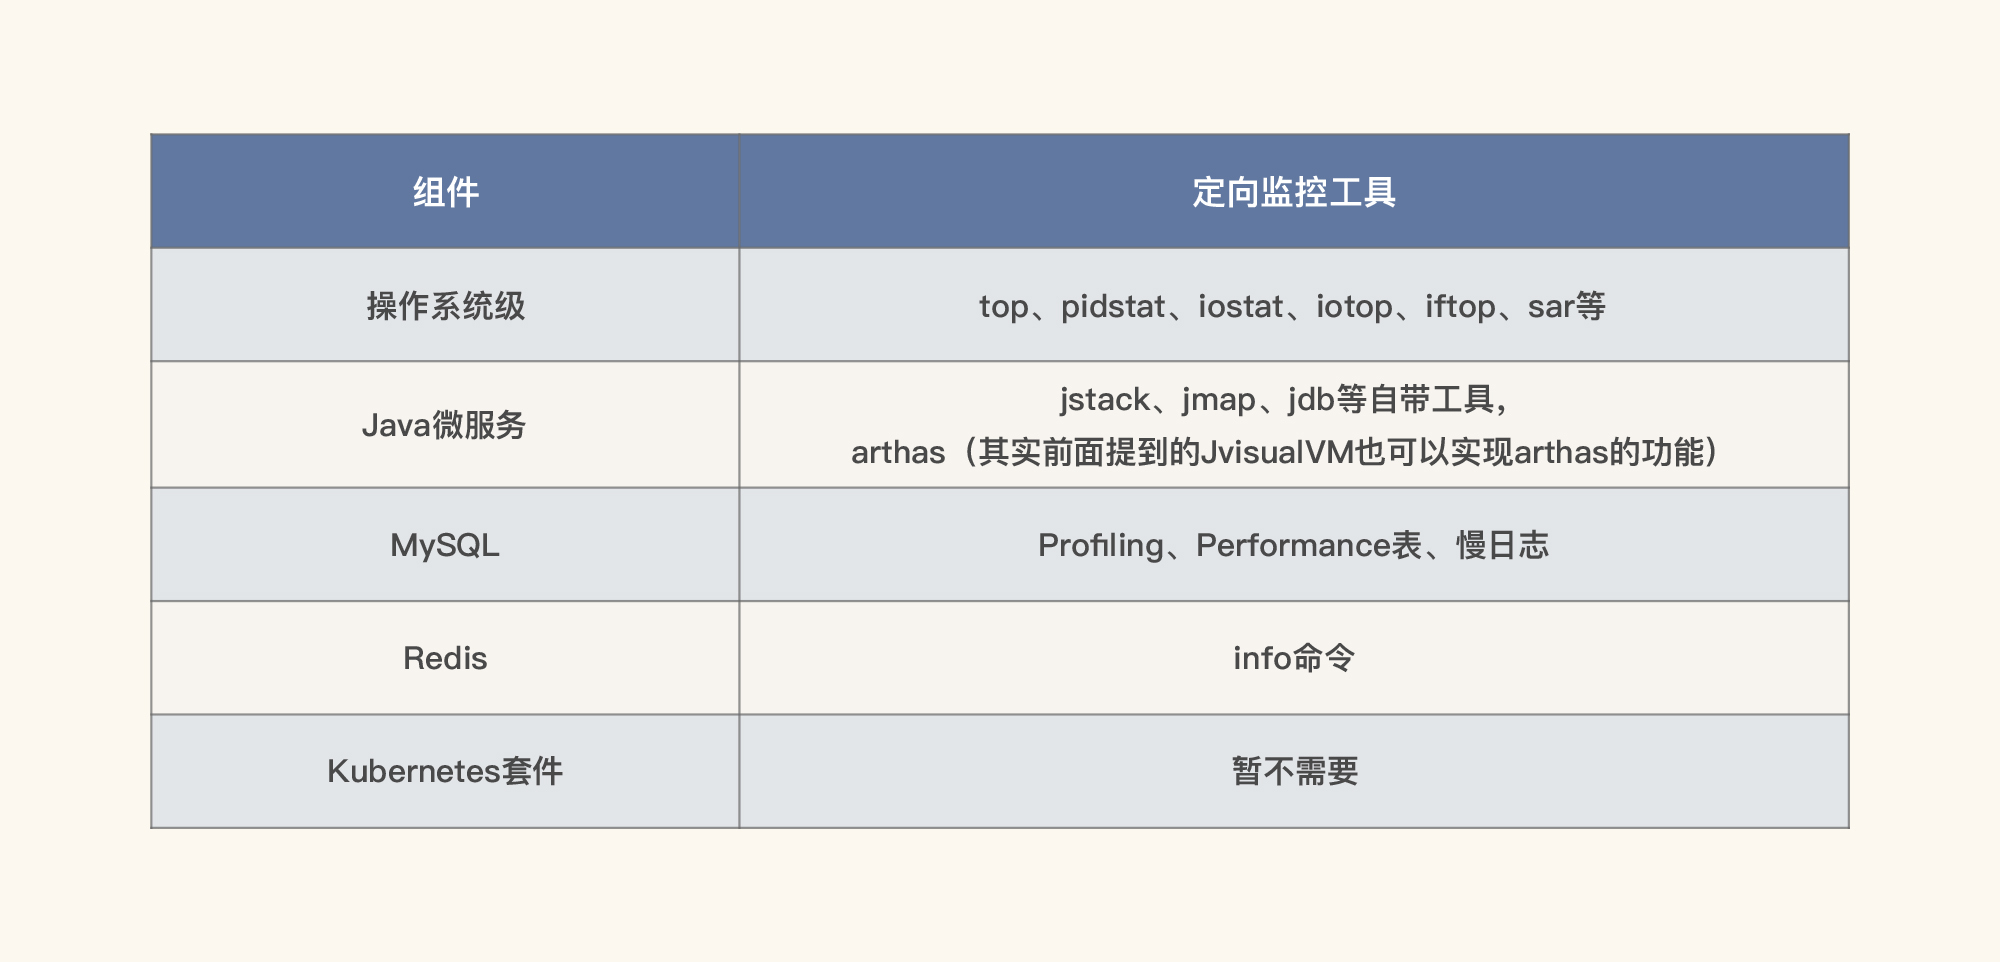 组件
定向监控工具
操作系统级
top、pidstat、iostat、iotop、iftop、sar等
Java微服务
jstack、jmap、jdb等自带工具，
arthas（其实前面提到的JvisualVM也可以实现arthas的功能）
MySQL
Profiling、Performance表、慢日志
Redis
info命令
Kubernetes套件
暂不需要